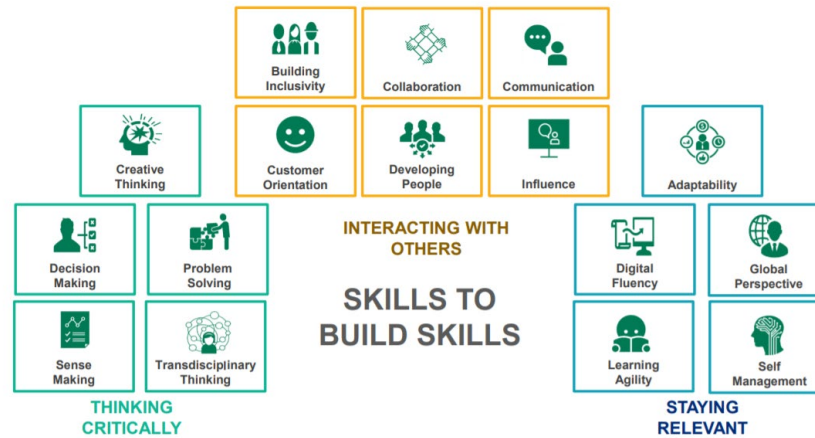 Building
Inclusivity
Collaboration
Communication
Creative
Thinking
Customer
Orientation
Developing
People
Influence
Adaptability
Decision
Making
Problem
Solving
INTERACTING WITH
OTHERS
Digital
Fluency
Global
Perspective
SKILLS TO
BUILD SKILLS
Sense
Making
Transdisciplinary
Thinking
Learning
Agility
Self
Management
THINKING
CRITICALLY
STAYING
RELEVANT